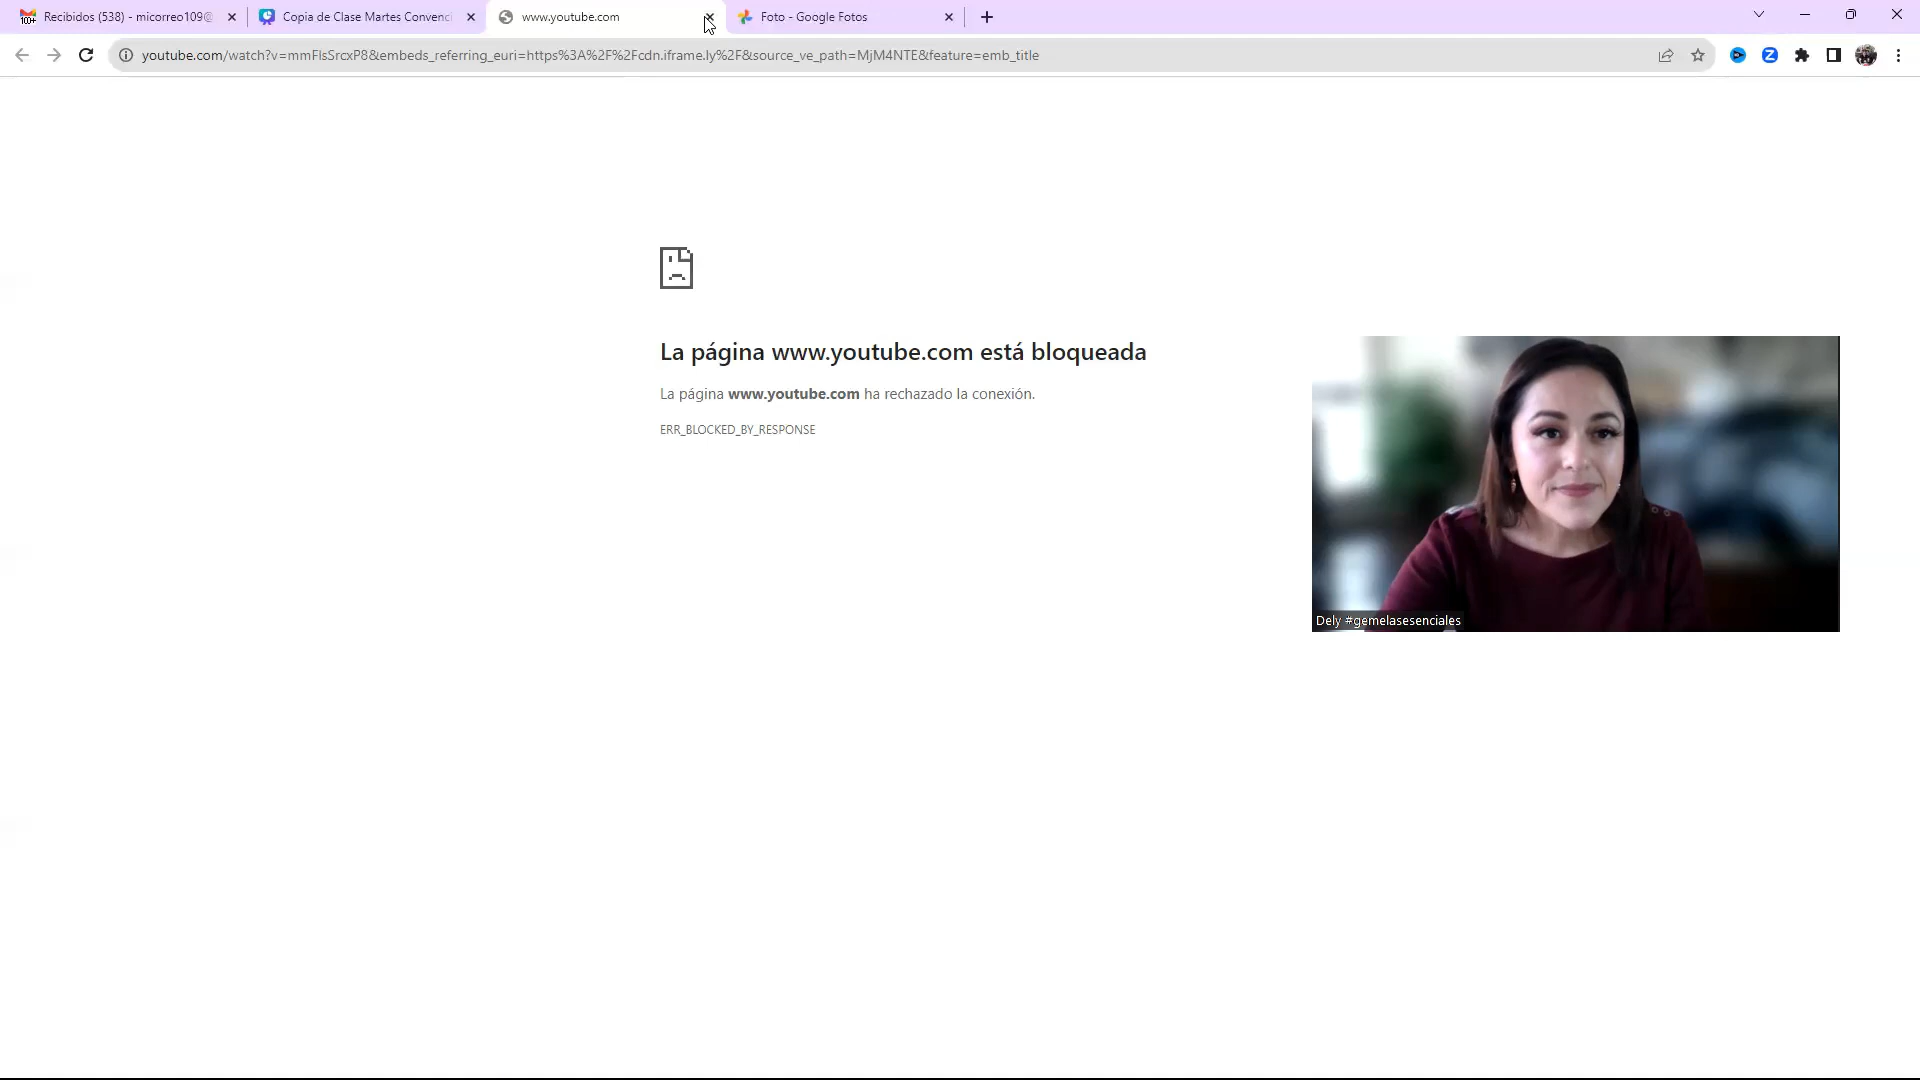 100+ Recibidos (538) - micorreo109@
Copia de Clase Martes Convenci
www.youtube.com
Foto - Google Fotos
youtube.com/watch?v=mmFIsSrcxP8&embeds_referring_euri=https%3A%2F%2Fcdn.iframe.ly%2F&source_ve_path=MjM4NTE&feature=emb_title
La página www.youtube.com está bloqueada
La página www.youtube.com ha rechazado la conexión.
ERR_BLOCKED_BY_RESPONSE
Dely #gemelasesenciales